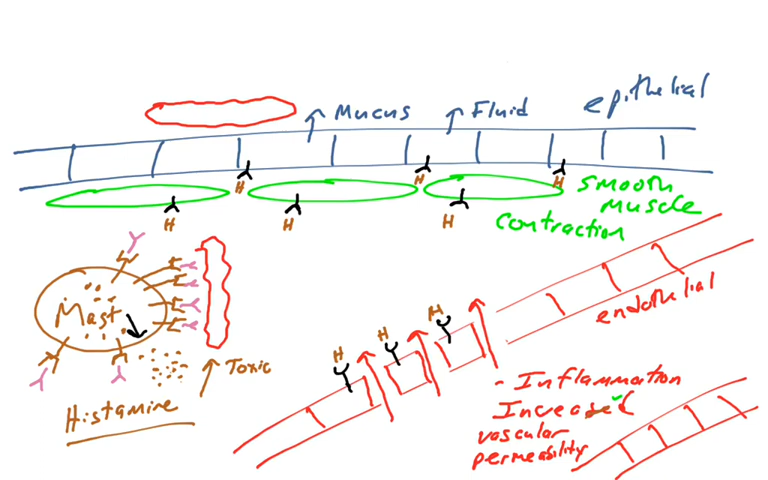 epithelial
↑ Mucus
↑ Fluid
H
H
H
smooth
muscle
contraction
H
H
H
Mast
H
H
H
endothelial
↑ Toxic
Histamine
- Inflammation
Increased
vascular
permeability